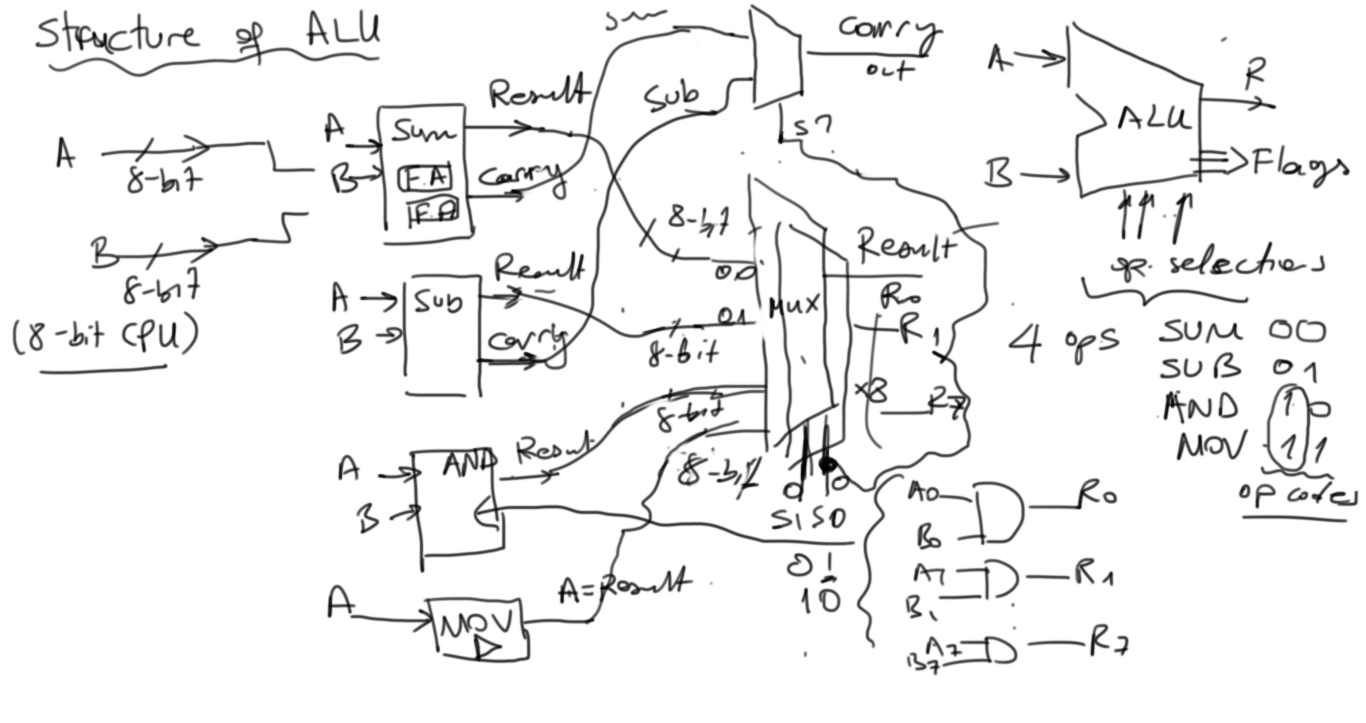 Structure of ALU
A
8-bit
B
8-bit
(8-bit CPU)
A
B
Sum
F.A
F.A
Result
Carry
A
B
Sub
Result
Carry
A
B
AND
Result
A
MOV
A=Result
Sum
Sub
Carry
out
S?
8-bit
00
01
8-bit
8-bit
8-bit
MUX
Result
R0
R1
x8
R7
0
0
S1 S0
0 1
1 0
A
B
ALU
R
Flags
op. selections
4 ops
SUM 00
SUB 01
AND 10
MOV 11
op codes
A0
B0
R0
A1
B1
R1
A7
B7
R7